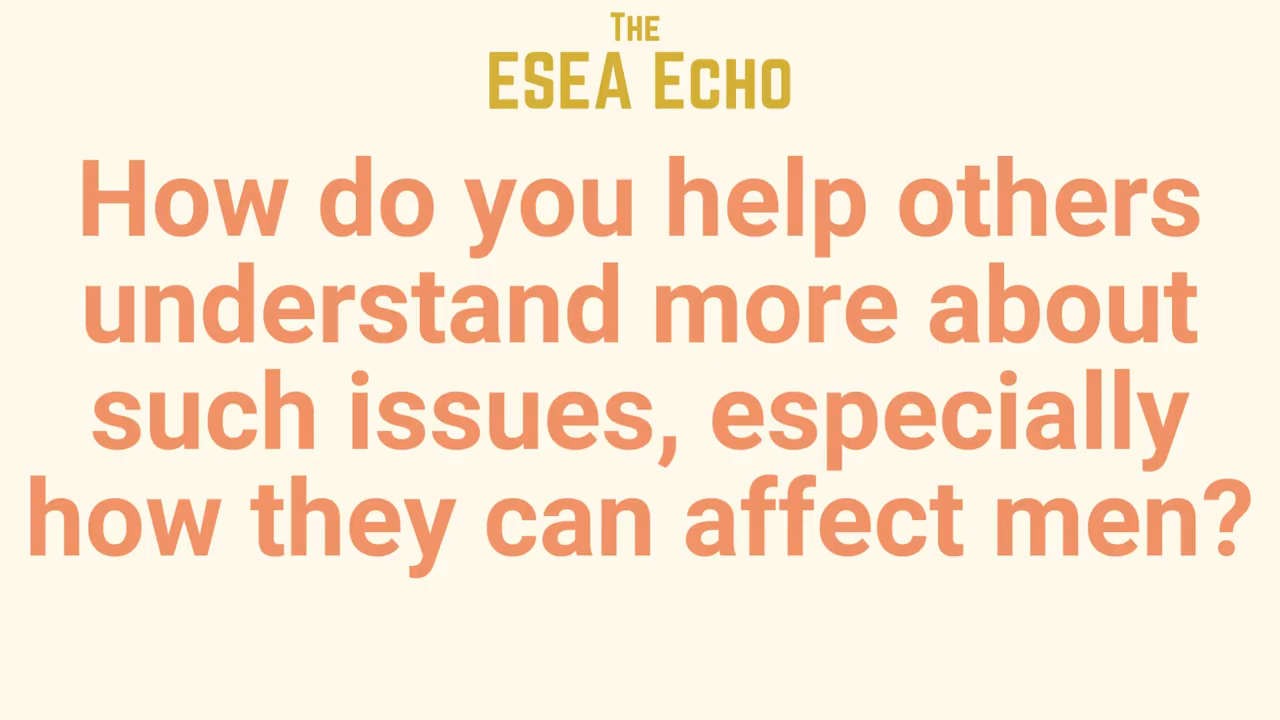 The
ESEA Echo
How do you help others
understand more about
such issues, especially
how they can affect men?